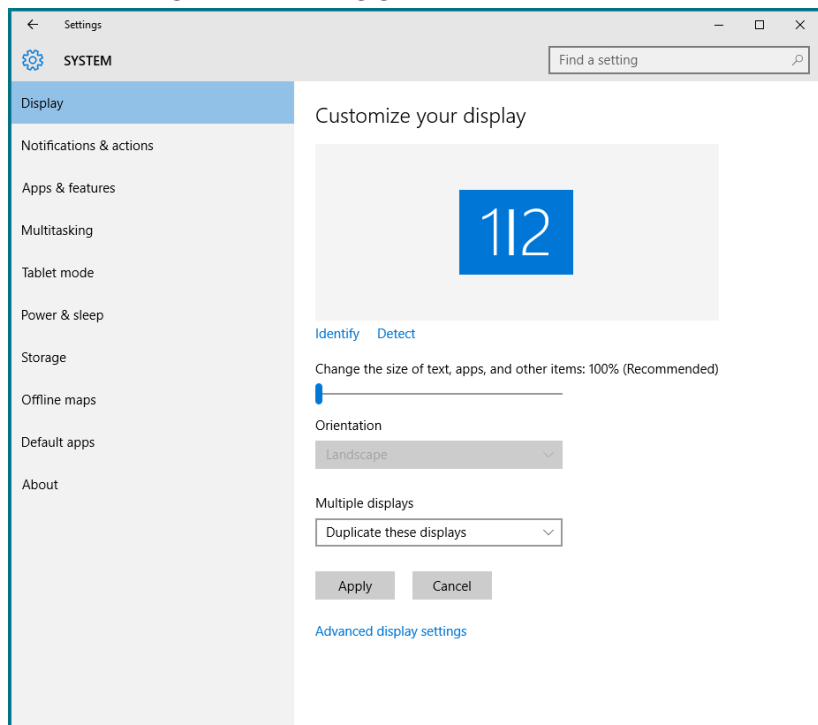 Settings
SYSTEM
Find a setting
Display
Notifications & actions
Apps & features
Multitasking
Tablet mode
Power & sleep
Storage
Offline maps
Default apps
About
Customize your display
1|2
Identify Detect
Change the size of text, apps, and other items: 100% (Recommended)
Orientation
Landscape
Multiple displays
Duplicate these displays
Apply Cancel
Advanced display settings